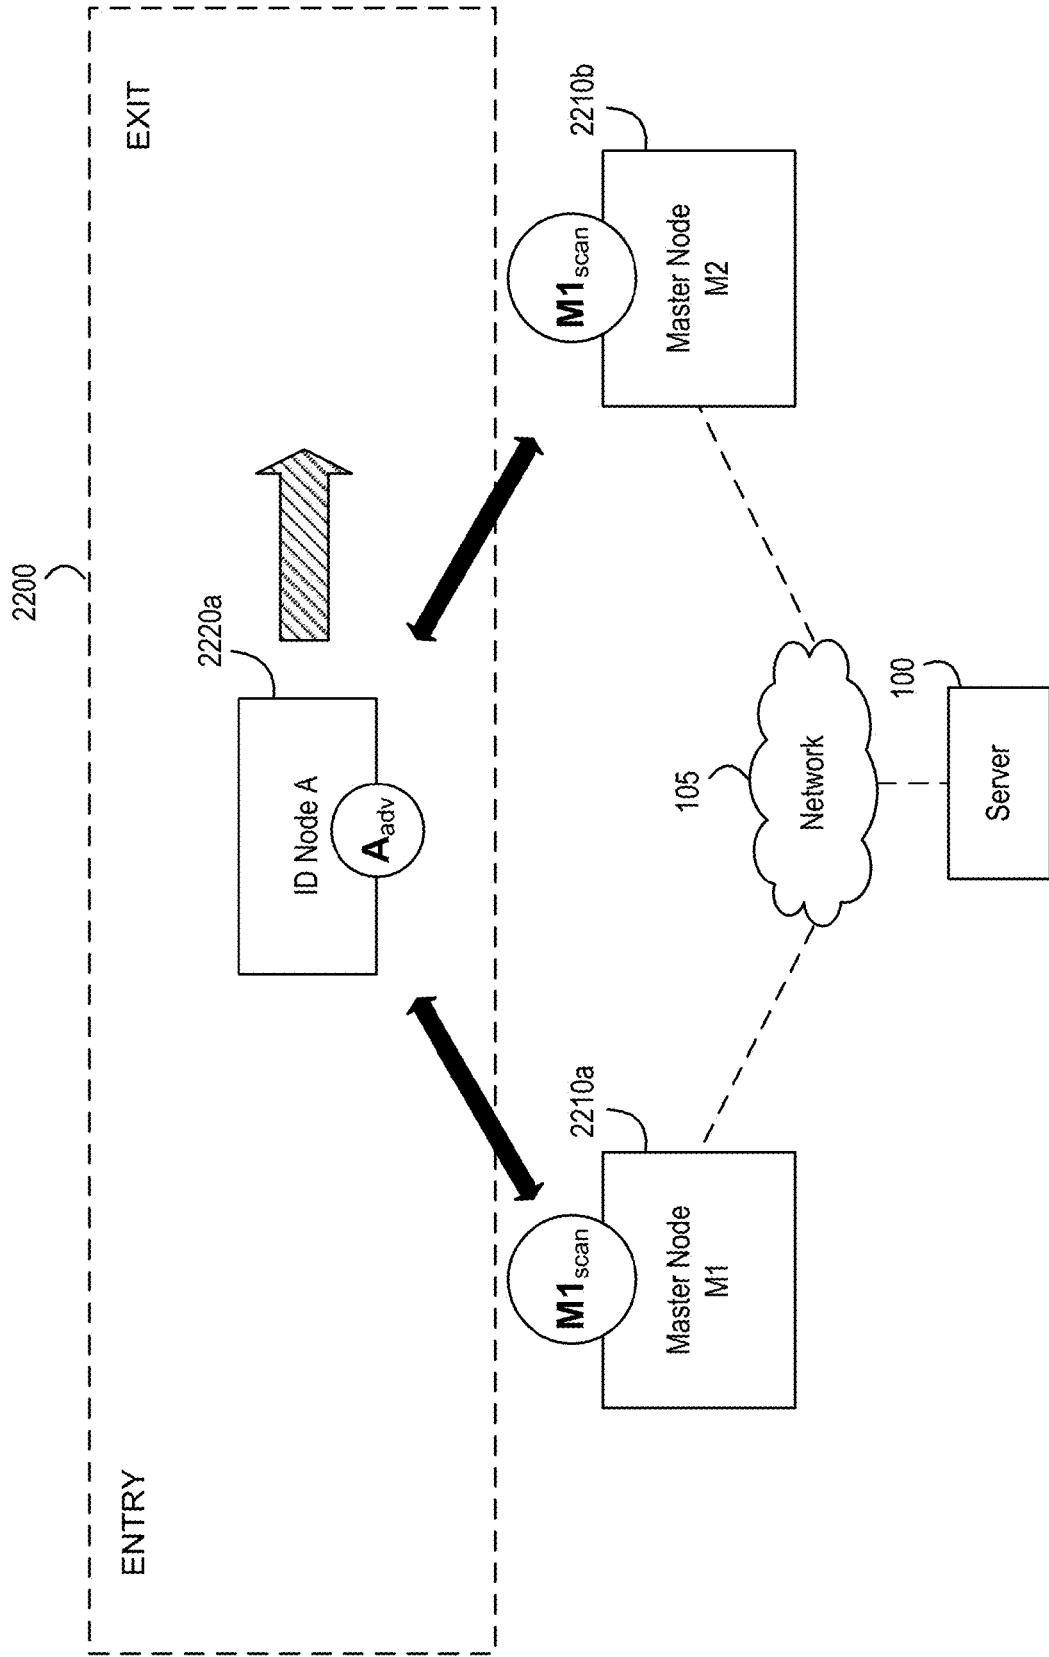 2200
ENTRY
EXIT
2220a
ID Node A
Aadv
M1scan
2210a
Master Node
M1
M1scan
2210b
Master Node
M2
105
Network
100
Server